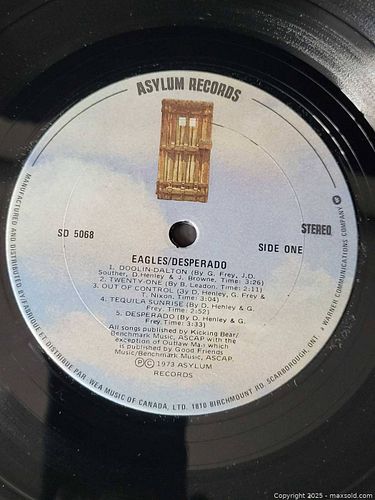 ASYLUM RECORDS
SD 5068
STEREO
SIDE ONE
EAGLES/DESPERADO
1. DOOLIN-DALTON (By G. Frey, J.D.
Souther, D.Henley & J. Browne, Time: 3:26)
2. TWENTY-ONE (By B. Leadon. Time: 2:11)
3. OUT OF CONTROL (3y D. Henley, G. Frey &
T. Nixon. Time: 3:04)
4. TEQUILA SUNRISE (By D. Henley & G.
Frey. Time: 2:52)
5. DESPERADO (By D. Henley & G.
Frey. Time: 3:33)
All songs published by Kicking Bear/
Benchmark Music, ASCAP with the
exception of Outlaw Man which
is published by Good Friends
Music/Benchmark Music, ASCAP.
Ⓟ©1973 ASYLUM
RECORDS
MANUFACTURED AND DISTRIBUTED BY/FABRIQUÉ ET DISTRIBUÉ PAR: WEA MUSIC OF CANADA, LTD. 1810 BIRCHMOUNT RD. SCARBOROUGH, ONT. A WARNER COMMUNICATIONS COMPANY
Copyright 2025 - maxsold.com